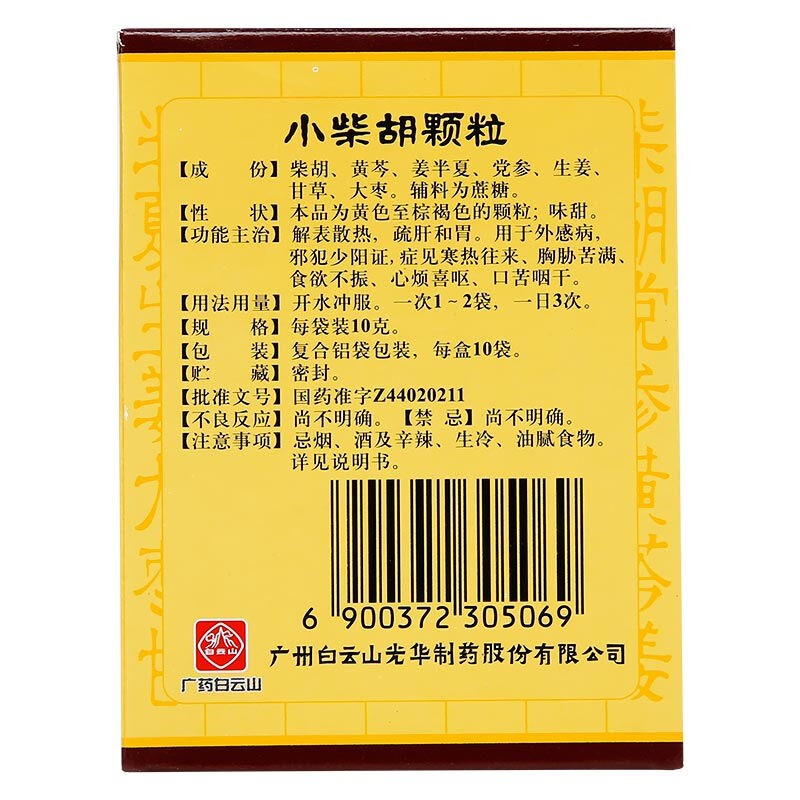 小柴胡颗粒
【成 份】柴胡、黄芩、姜半夏、党参、生姜、
甘草、大枣。辅料为蔗糖。
【性 状】本品为黄色至棕褐色的颗粒；味甜。
【功能主治】解表散热，疏肝和胃。用于外感病，
邪犯少阳证，症见寒热往来、胸胁苦满、
食欲不振、心烦喜呕、口苦咽干。
【用法用量】开水冲服。一次1~2袋，一日3次。
【规 格】每袋装10克。
【包 装】复合铝袋包装，每盒10袋。
【贮 藏】密封。
【批准文号】国药准字Z44020211
【不良反应】尚不明确。【禁 忌】尚不明确。
【注意事项】忌烟、酒及辛辣、生冷、油腻食物。
详见说明书。
6 900372 305069
白云山
广药白云山
广州白云山光华制药股份有限公司
柴胡党参黄芩姜